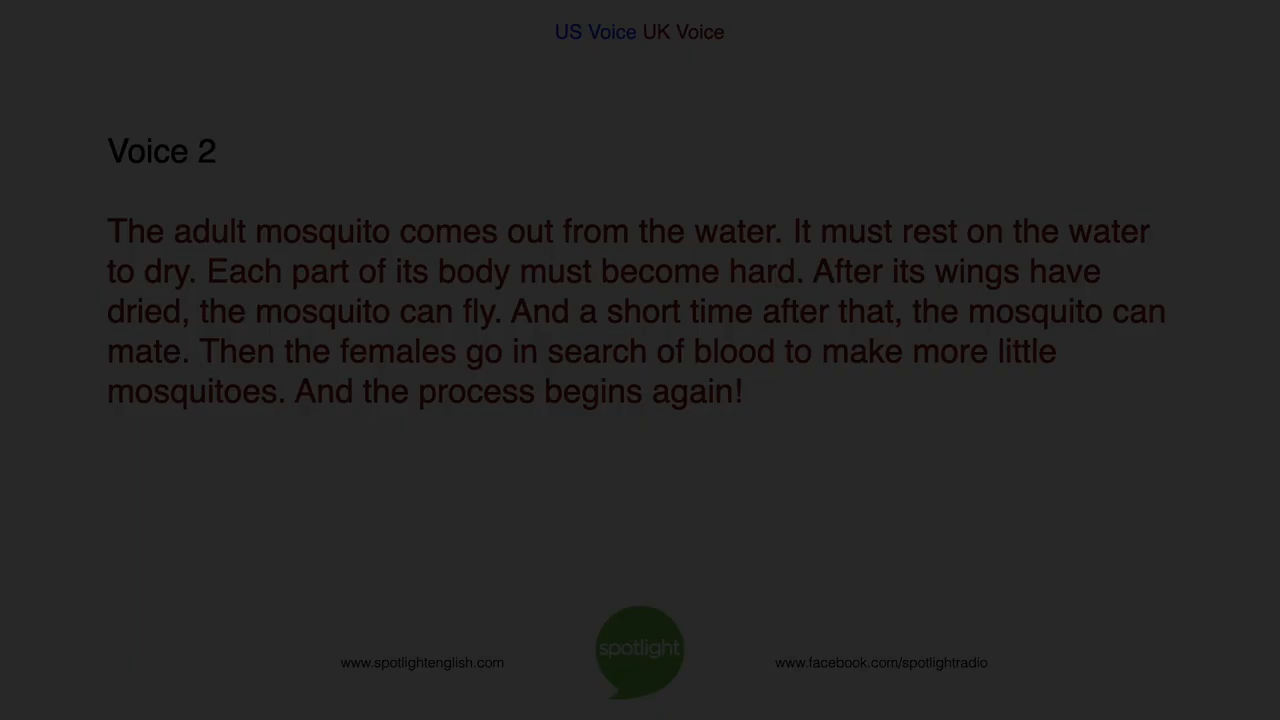 US Voice UK Voice
Voice 2
The adult mosquito comes out from the water. It must rest on the water
to dry. Each part of its body must become hard. After its wings have
dried, the mosquito can fly. And a short time after that, the mosquito can
mate. Then the females go in search of blood to make more little
mosquitoes. And the process begins again!
www.spotlightenglish.com
spotlight
www.facebook.com/spotlightradio